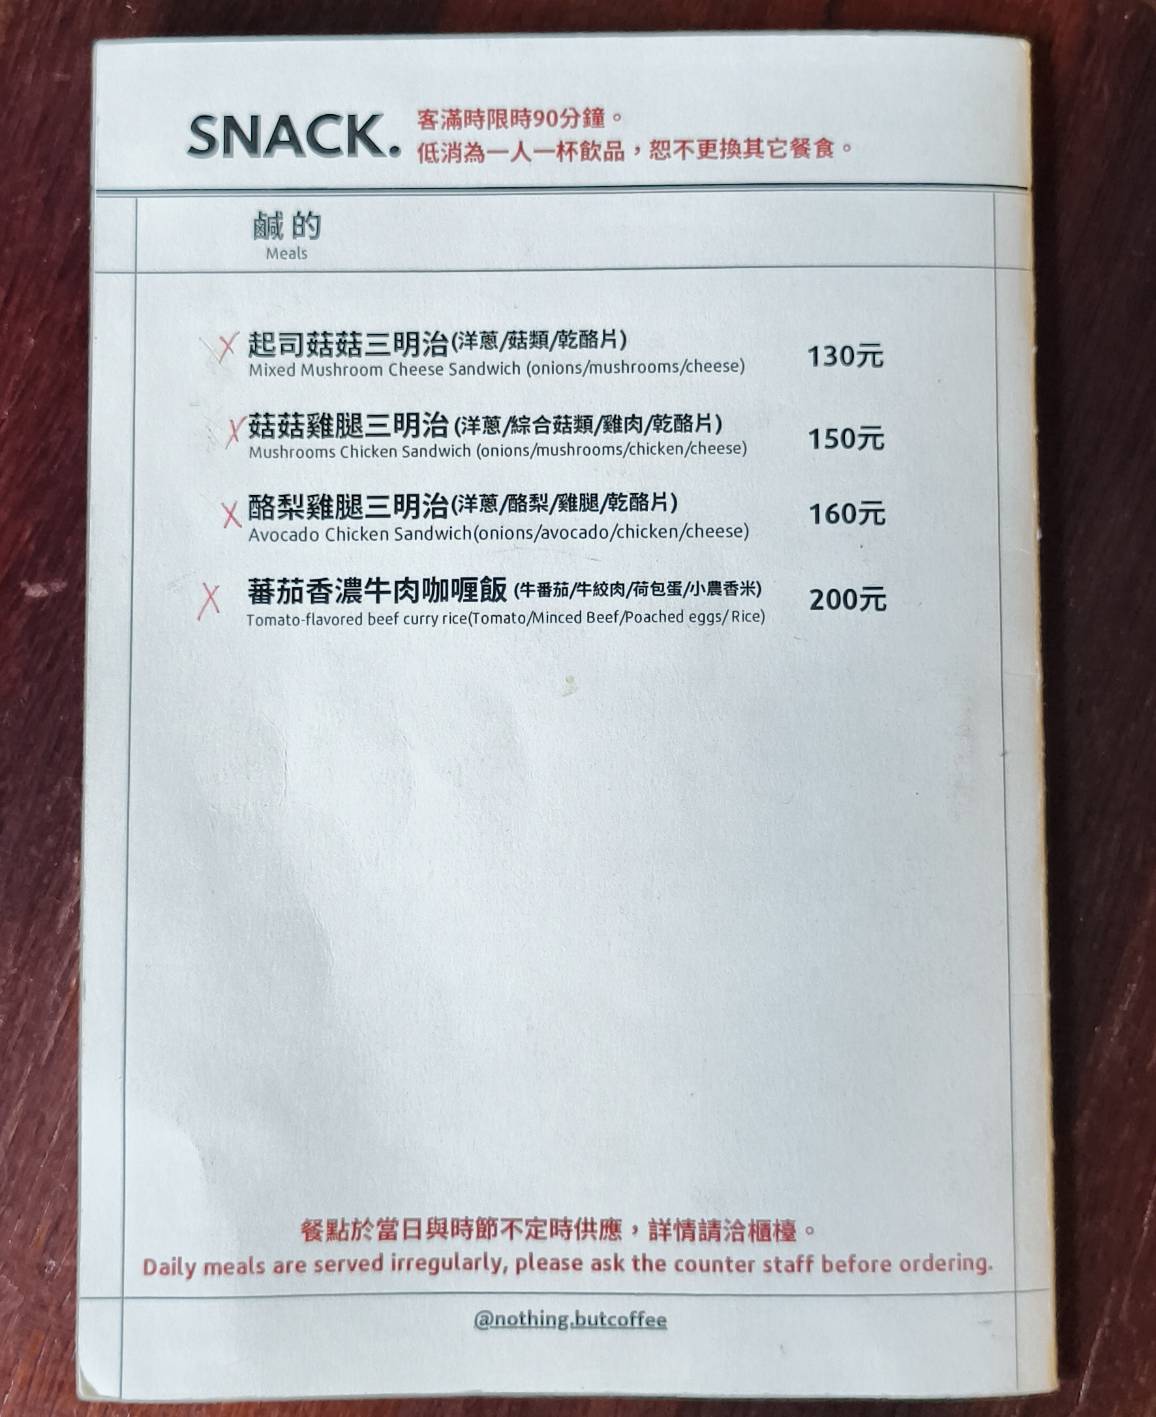 SNACK.
客滿時限時90分鐘。
低消為一人一杯飲品，恕不更換其它餐食。
鹹的
Meals
起司菇菇三明治(洋蔥/菇類/乾酪片) 130元
Mixed Mushroom Cheese Sandwich (onions/mushrooms/cheese)
菇菇雞腿三明治(洋蔥/綜合菇類/雞肉/乾酪片) 150元
Mushrooms Chicken Sandwich (onions/mushrooms/chicken/cheese)
酪梨雞腿三明治(洋蔥/酪梨/雞腿/乾酪片) 160元
Avocado Chicken Sandwich(onions/avocado/chicken/cheese)
蕃茄香濃牛肉咖喱飯 (牛番茄/牛絞肉/荷包蛋/小農香米) 200元
Tomato-flavored beef curry rice(Tomato/Minced Beef/Poached eggs/ Rice)
餐點於當日與時節不定時供應，詳情請洽櫃檯。
Daily meals are served irregularly, please ask the counter staff before ordering.
@nothing.butcoffee